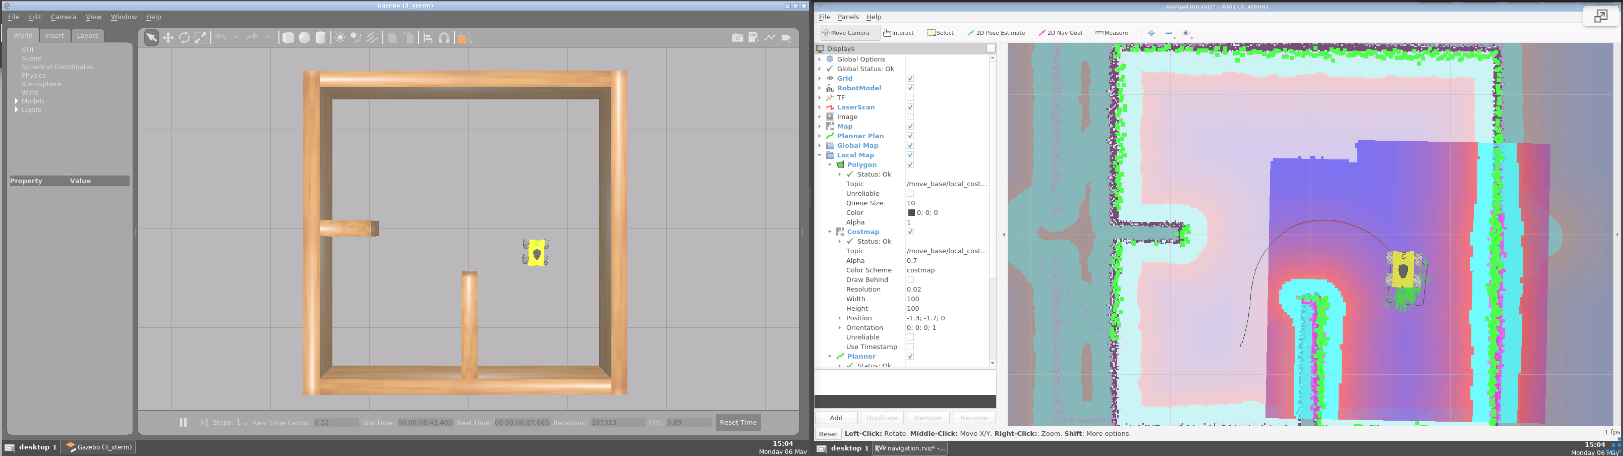 Gazebo (3_xterm)
File Edit Camera View Window Help
World Insert Layers
GUI
Scene
Spherical Coordinates
Physics
Atmosphere
Wind
Models
Lights
Property Value
Steps: 1 Real Time Factor: 0.52 Sim Time: 00:00:08:42.405 Real Time: 00:00:06:27.685 Iterations: 287313 FPS: 0.89 Reset Time
desktop 1 Gazebo (3_xterm)
15:04
Monday 06 May
navigation.rviz* - RViz (3_xterm)
File Panels Help
Move Camera Interact Select 2D Pose Estimate 2D Nav Goal Measure
Displays
Global Options
Global Status: Ok
Grid
RobotModel
TF
LaserScan
Image
Map
Planner Plan
Global Map
Local Map
Polygon
Status: Ok
Topic /move_base/local_cost...
Unreliable
Queue Size 10
Color 0; 0; 0
Alpha 1
Costmap
Status: Ok
Topic /move_base/local_cost...
Alpha 0.7
Color Scheme costmap
Draw Behind
Resolution 0.02
Width 100
Height 100
Position -1.3; -1.7; 0
Orientation 0; 0; 0; 1
Unreliable
Use Timestamp
Planner
Status: Ok
Add Duplicate Remove Rename
Reset Left-Click: Rotate. Middle-Click: Move X/Y. Right-Click: Zoom. Shift: More options. 1 fps
desktop 1 navigation.rviz* -...
15:04
Monday 06 May